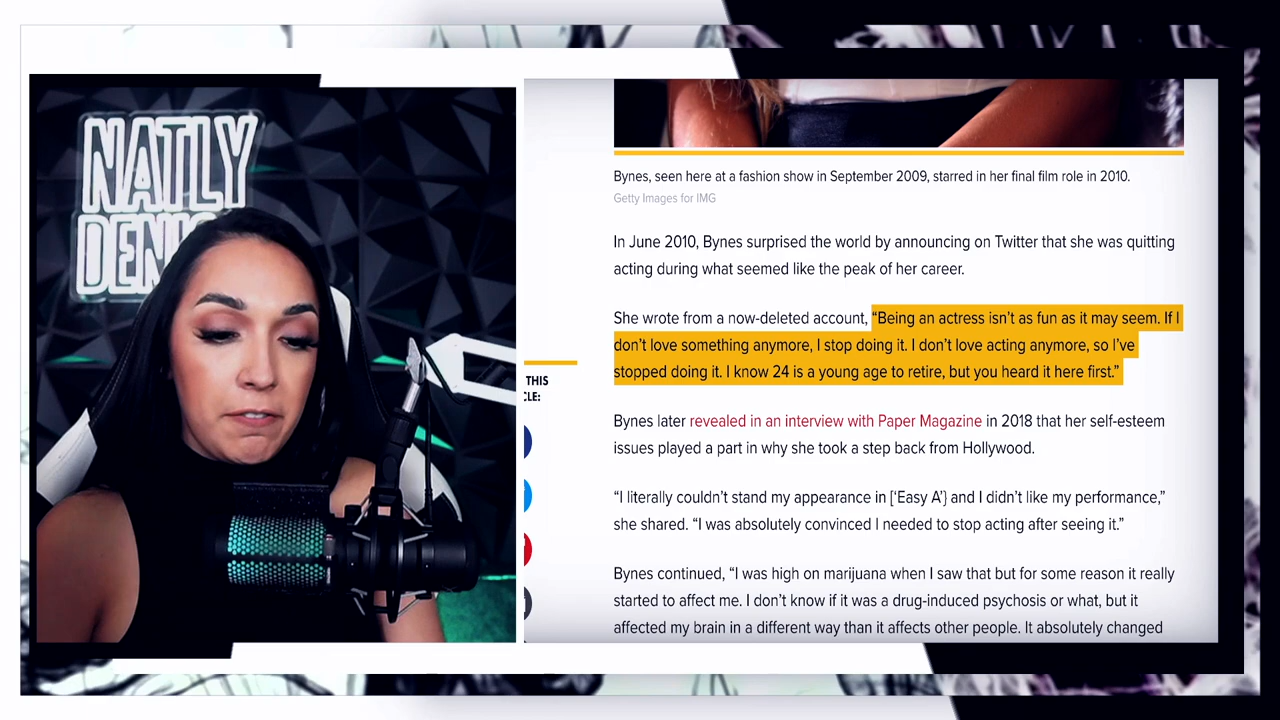 NATLY
DENI
Bynes, seen here at a fashion show in September 2009, starred in her final film role in 2010.
Getty Images for IMG
In June 2010, Bynes surprised the world by announcing on Twitter that she was quitting
acting during what seemed like the peak of her career.
She wrote from a now-deleted account, “Being an actress isn’t as fun as it may seem. If I
don’t love something anymore, I stop doing it. I don’t love acting anymore, so I’ve
stopped doing it. I know 24 is a young age to retire, but you heard it here first.”
THIS
CLE:
Bynes later revealed in an interview with Paper Magazine in 2018 that her self-esteem
issues played a part in why she took a step back from Hollywood.
“I literally couldn’t stand my appearance in [‘Easy A’} and I didn’t like my performance,”
she shared. “I was absolutely convinced I needed to stop acting after seeing it.”
Bynes continued, “I was high on marijuana when I saw that but for some reason it really
started to affect me. I don’t know if it was a drug-induced psychosis or what, but it
affected my brain in a different way than it affects other people. It absolutely changed